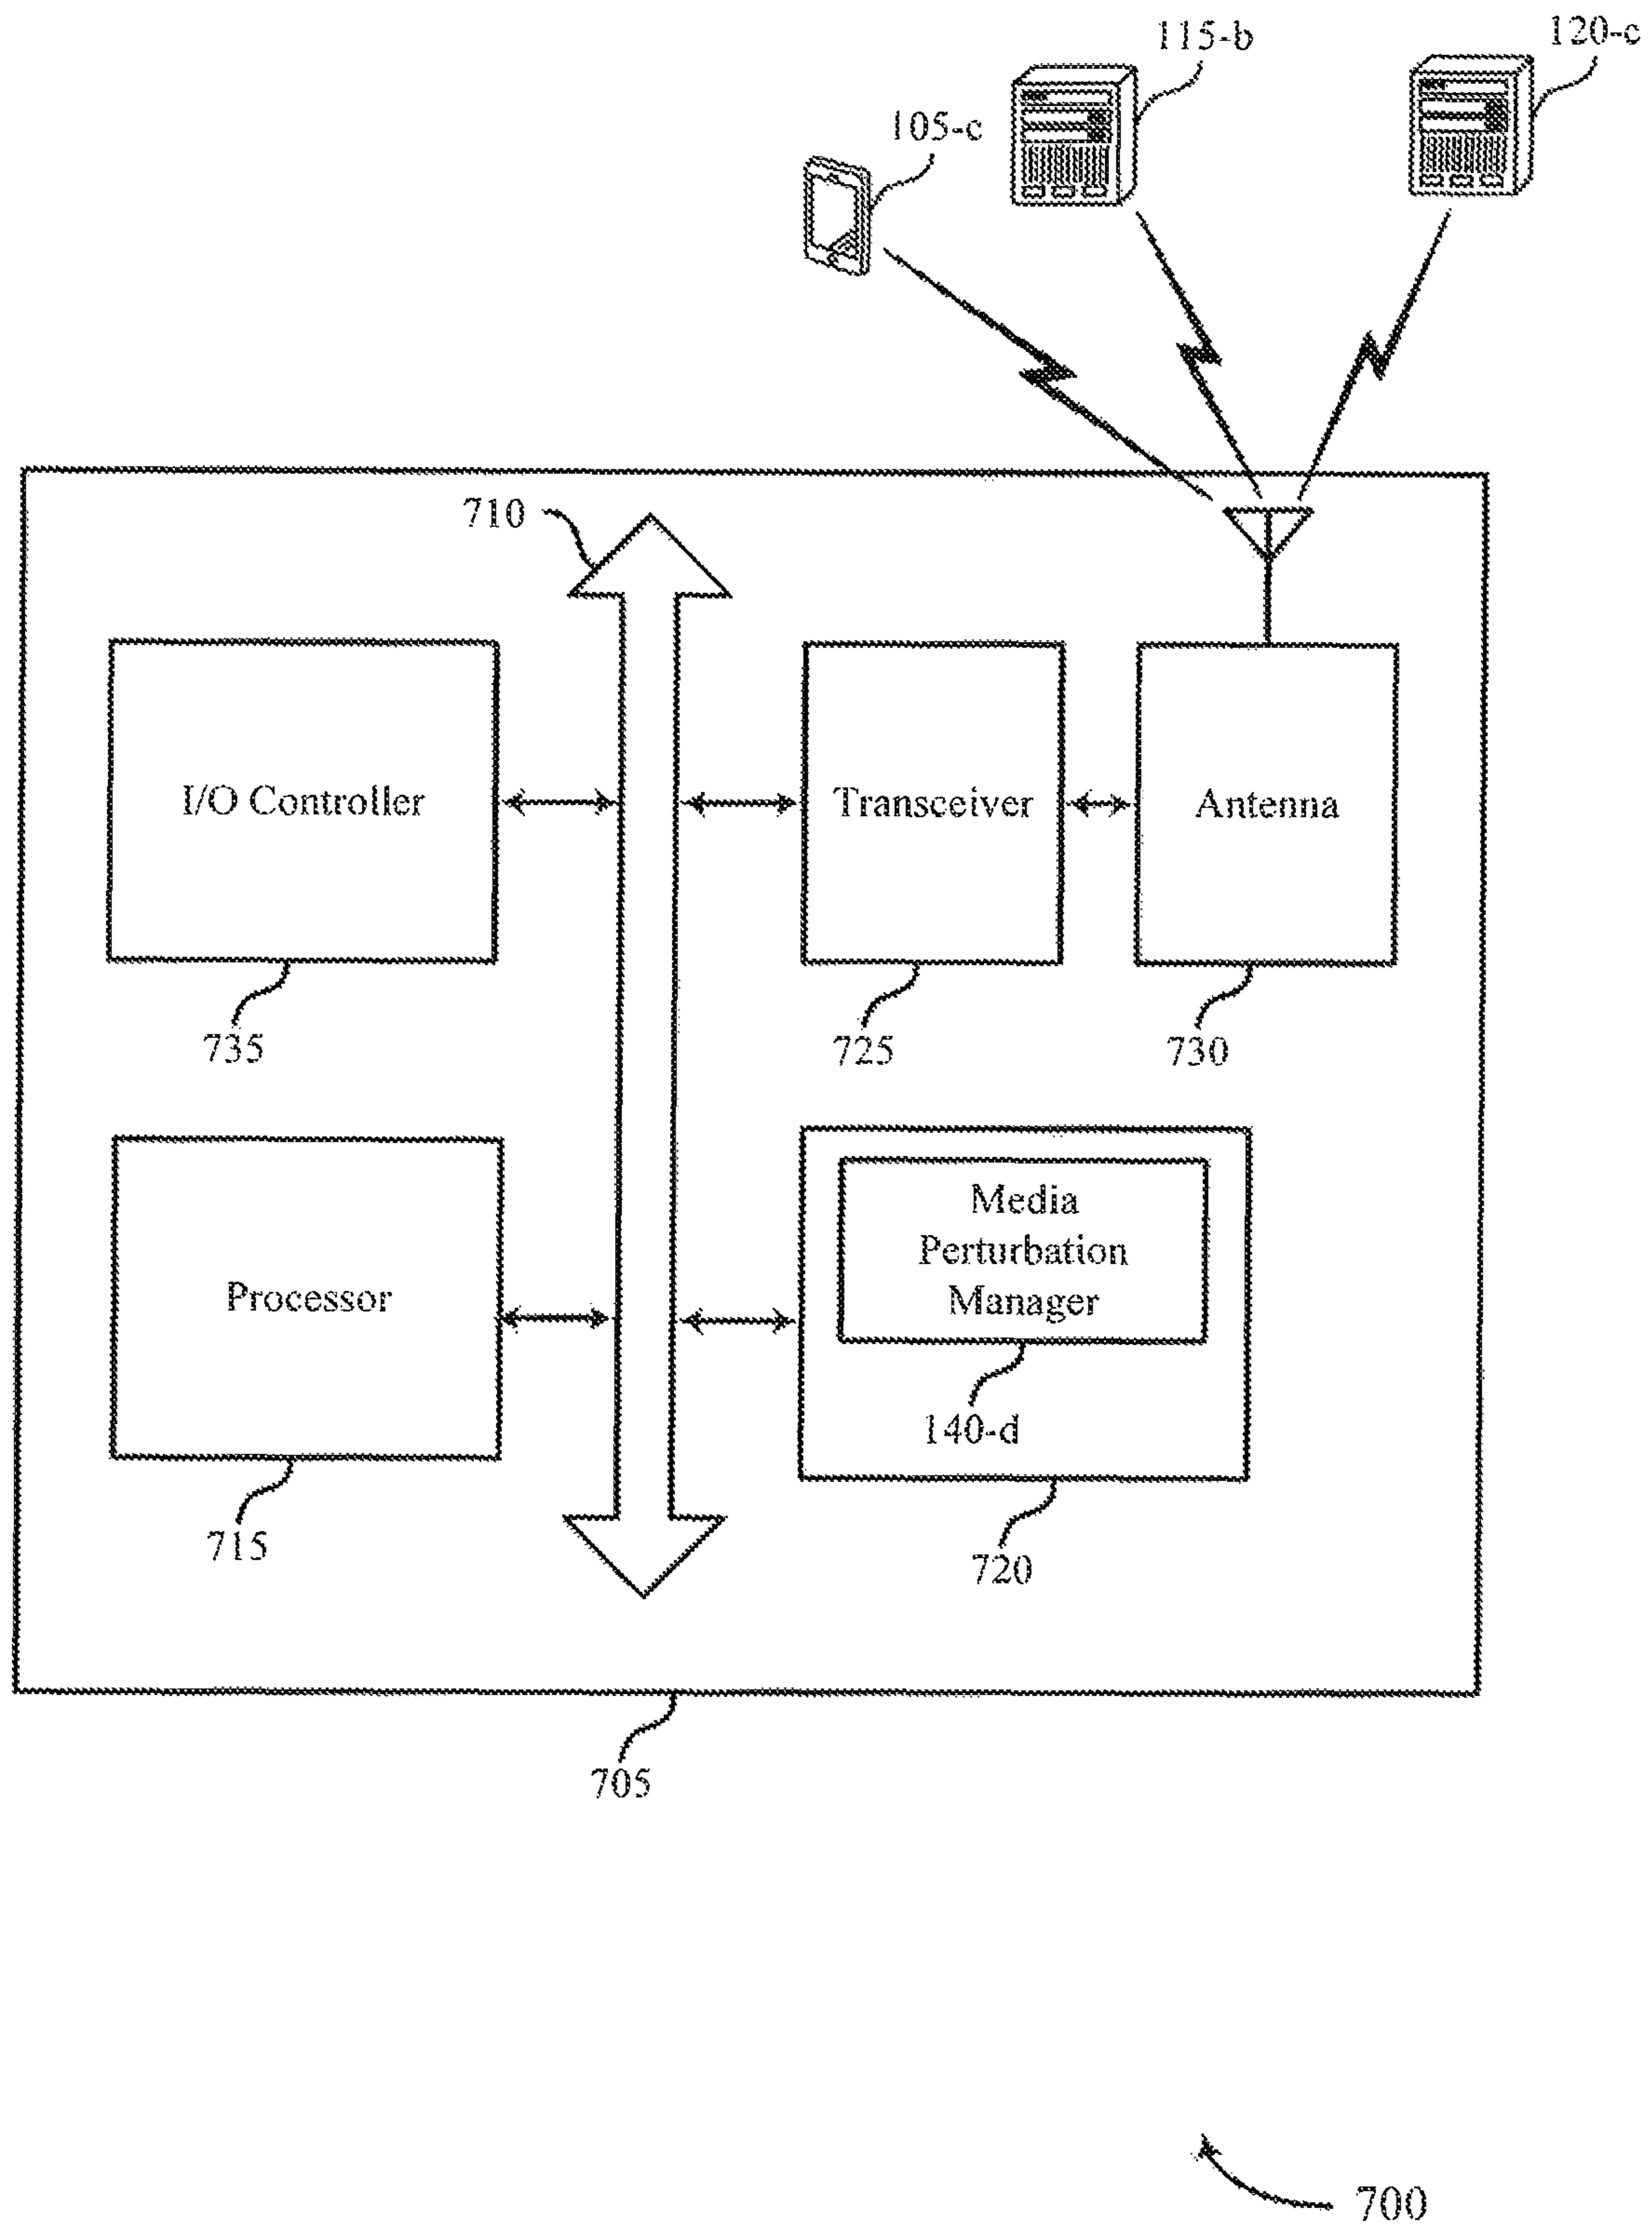 115-b
120-c
105-c
710
I/O Controller
Transceiver
Antenna
735
725
730
Processor
Media
Perturbation
Manager
140-d
715
720
705
700